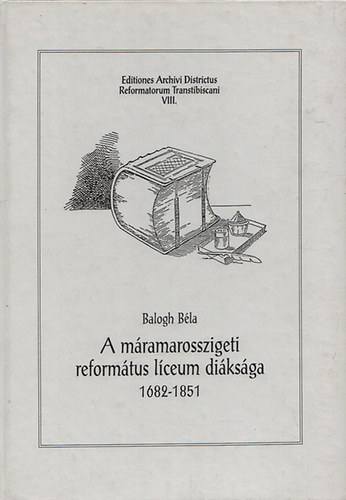 Editiones Archivi Districtus
Reformatorum Transtibiscani
VIII.
Balogh Béla
A máramarosszigeti
református líceum diáksága
1682-1851